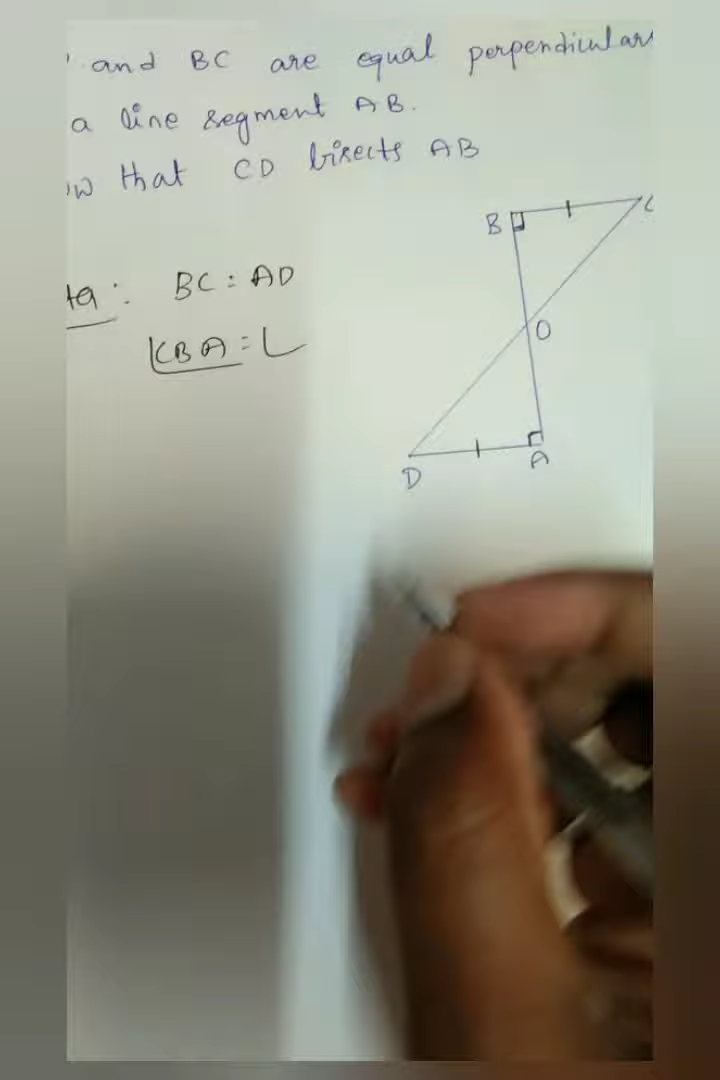 and BC are equal perpendiculars
a line segment AB.
that CD bisects AB
BC = AD
∠CBA = ∠
B
C
O
D
A